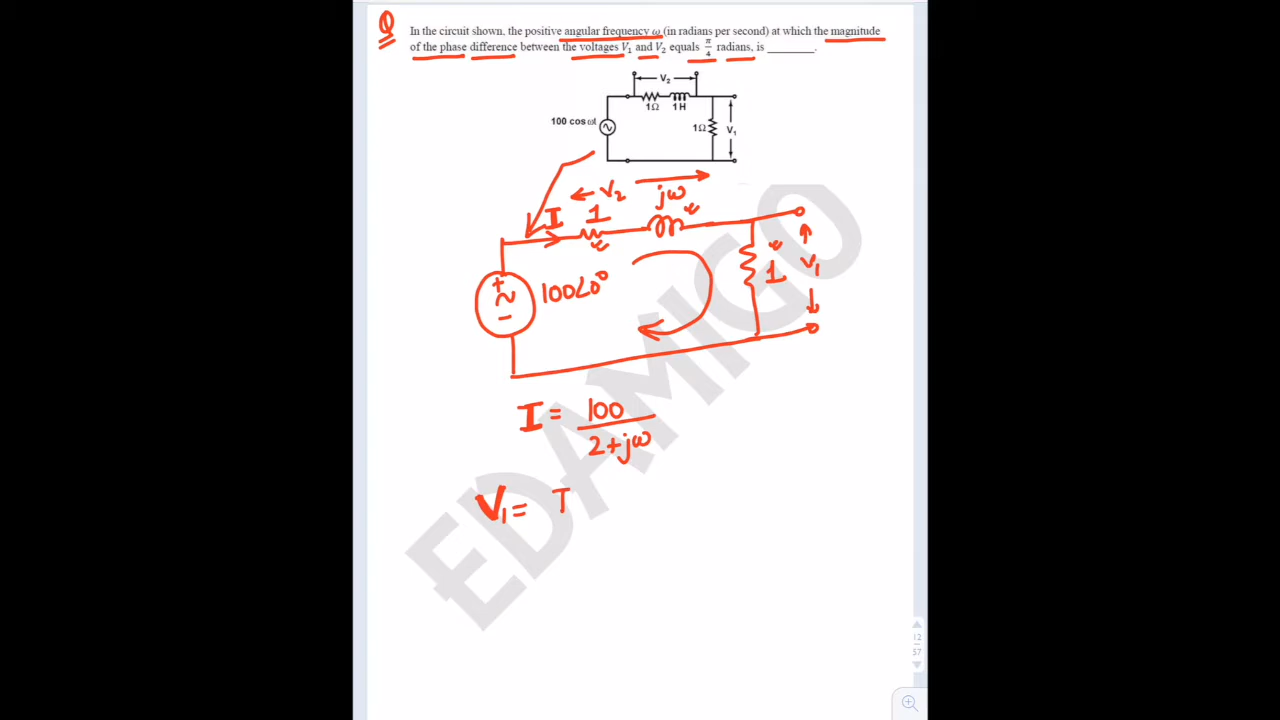 Q
In the circuit shown, the positive angular frequency ω (in radians per second) at which the magnitude
of the phase difference between the voltages V₁ and V₂ equals π/4 radians, is ________.
V₂
1Ω 1H
100 cos ωt
1Ω V₁
V₂ jω
I 1
100∠0° 1 V₁
+
−
I = 100/(2+jω)
V₁ = I
EDAMIGO
12
57